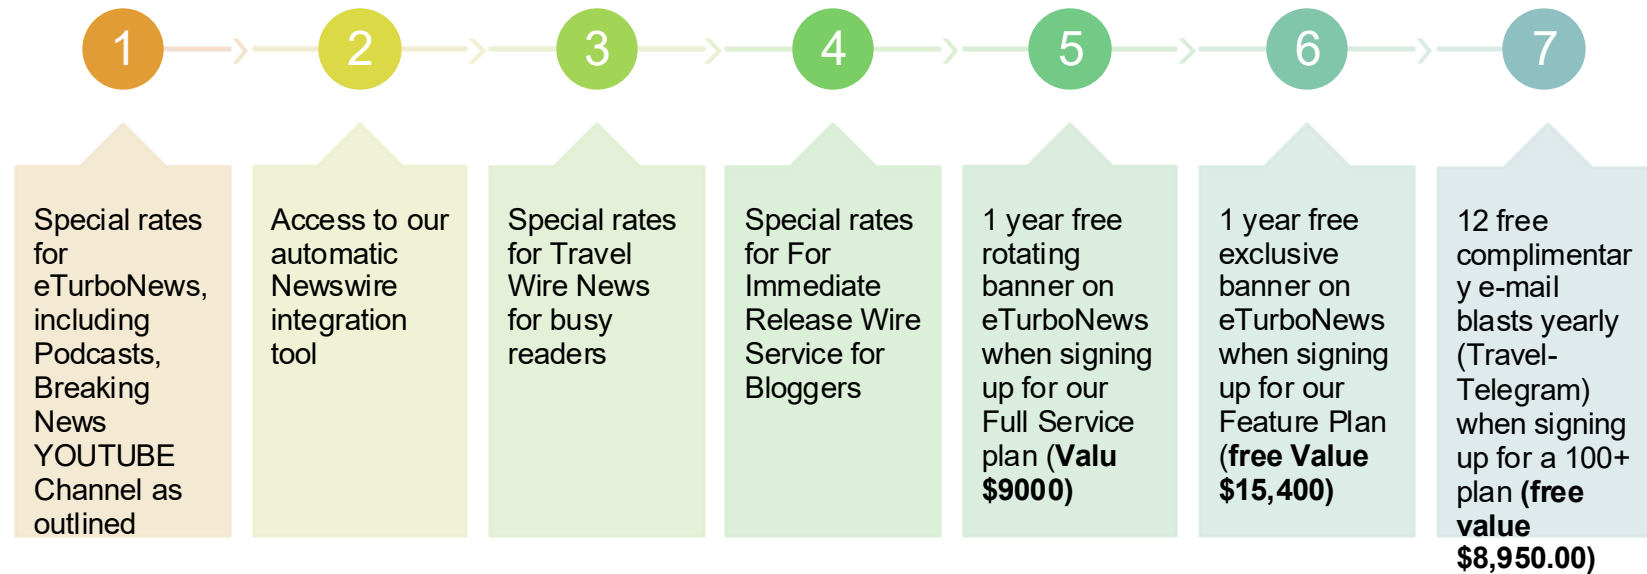 1
2
3
4
5
6
7
Special rates
for
eTurboNews,
including
Podcasts,
Breaking
News
YOUTUBE
Channel as
outlined
Access to our
automatic
Newswire
integration
tool
Special rates
for Travel
Wire News
for busy
readers
Special rates
for For
Immediate
Release Wire
Service for
Bloggers
1 year free
rotating
banner on
eTurboNews
when signing
up for our
Full Service
plan (Valu
$9000)
1 year free
exclusive
banner on
eTurboNews
when signing
up for our
Feature Plan
(free Value
$15,400)
12 free
complimentar
y e-mail
blasts yearly
(Travel-
Telegram)
when signing
up for a 100+
plan (free
value
$8,950.00)